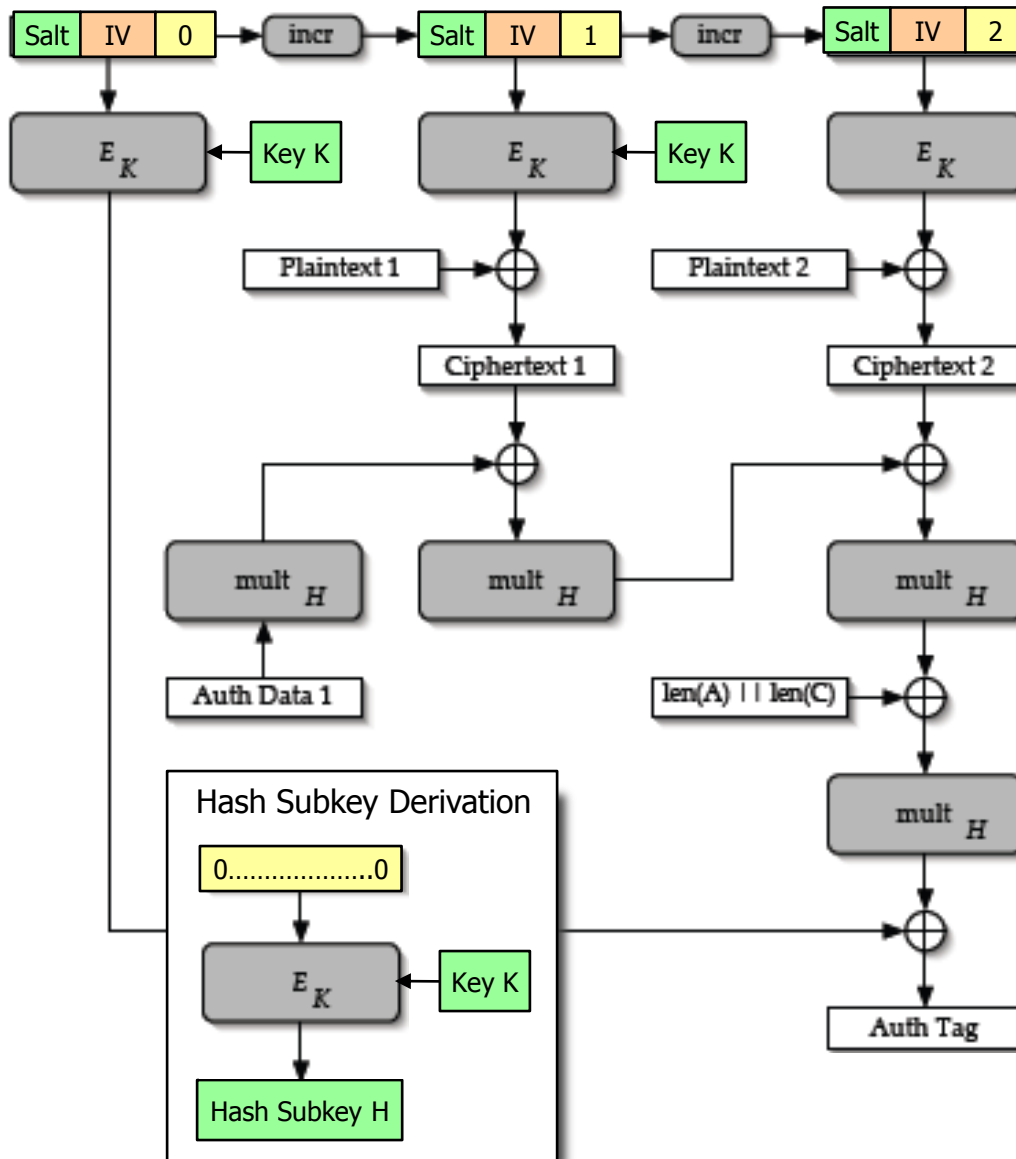 Salt IV 0 incr Salt IV 1 incr Salt IV 2
E K Key K E K Key K E K
Plaintext 1 Plaintext 2
Ciphertext 1 Ciphertext 2
mult H mult H mult H
Auth Data 1 len(A) || len(C)
Hash Subkey Derivation
mult H
0.....................0
E K Key K
Auth Tag
Hash Subkey H